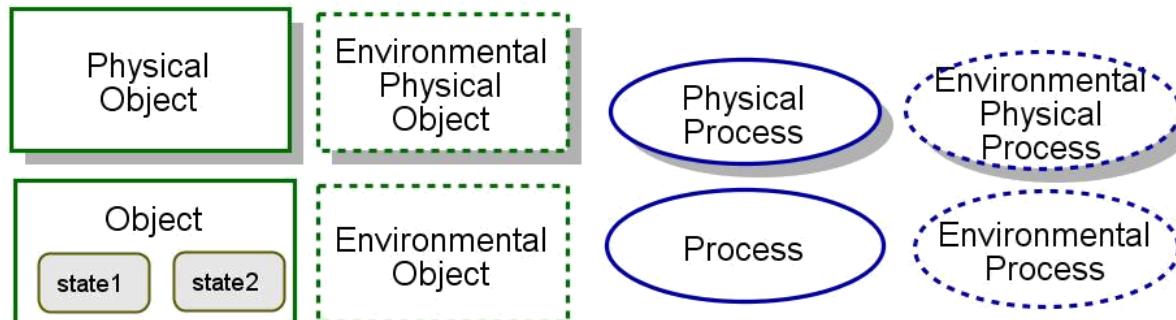 Physical
Object
Environmental
Physical
Object
Physical
Process
Environmental
Physical
Process
Object
state1
state2
Environmental
Object
Process
Environmental
Process